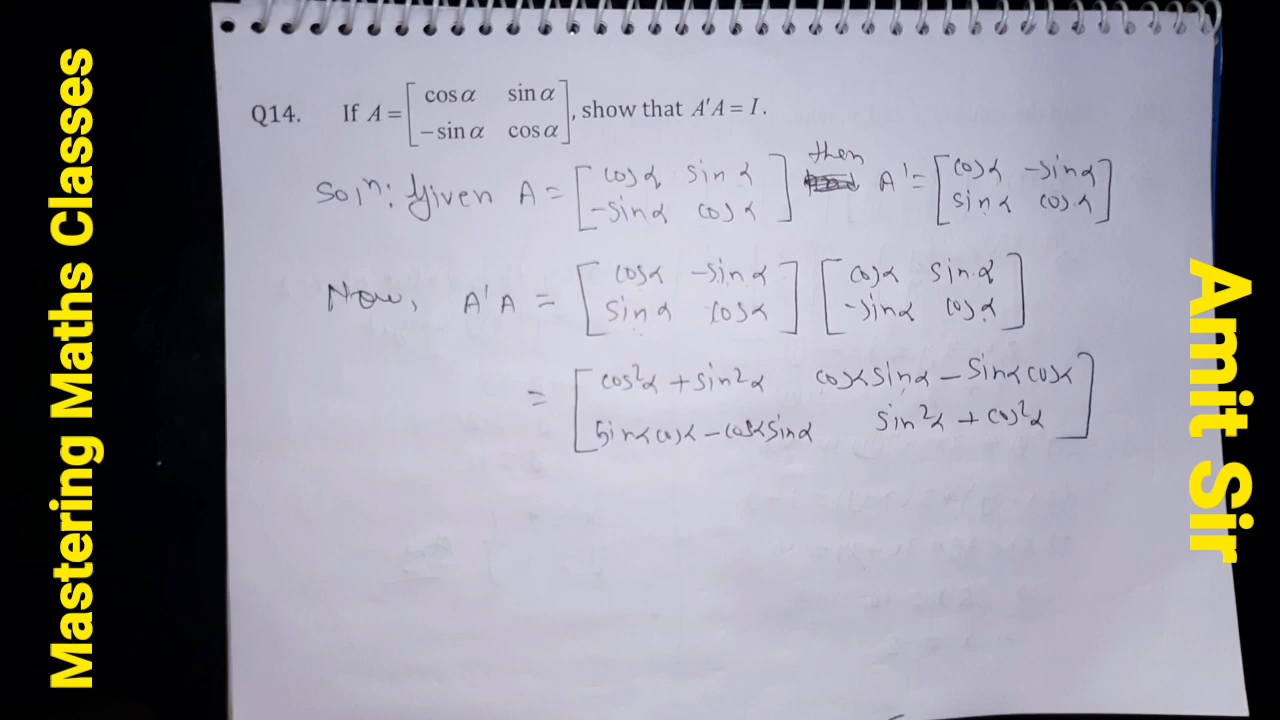 Mastering Maths Classes
Q14. If A = [cos α sin α
−sin α cos α], show that A'A = I.
Solⁿ: Given A = [cos α sin α
−sin α cos α] then A' = [cos α −sin α
sin α cos α]
Now, A'A = [cos α −sin α
sin α cos α] [cos α sin α
−sin α cos α]
= [cos²α + sin²α cos α sin α − sin α cos α
sin α cos α − cos α sin α sin²α + cos²α]
Amit Sir